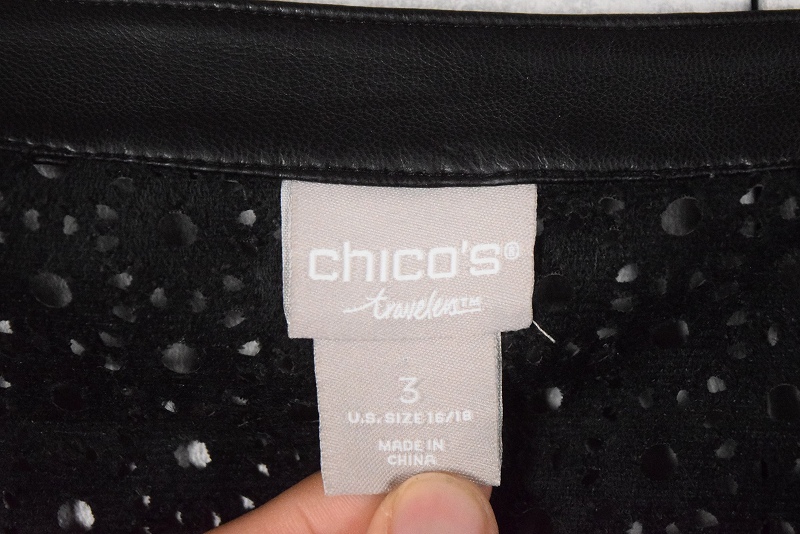 chico's®
travelers™
3
U.S. SIZE 16/18
MADE IN
CHINA